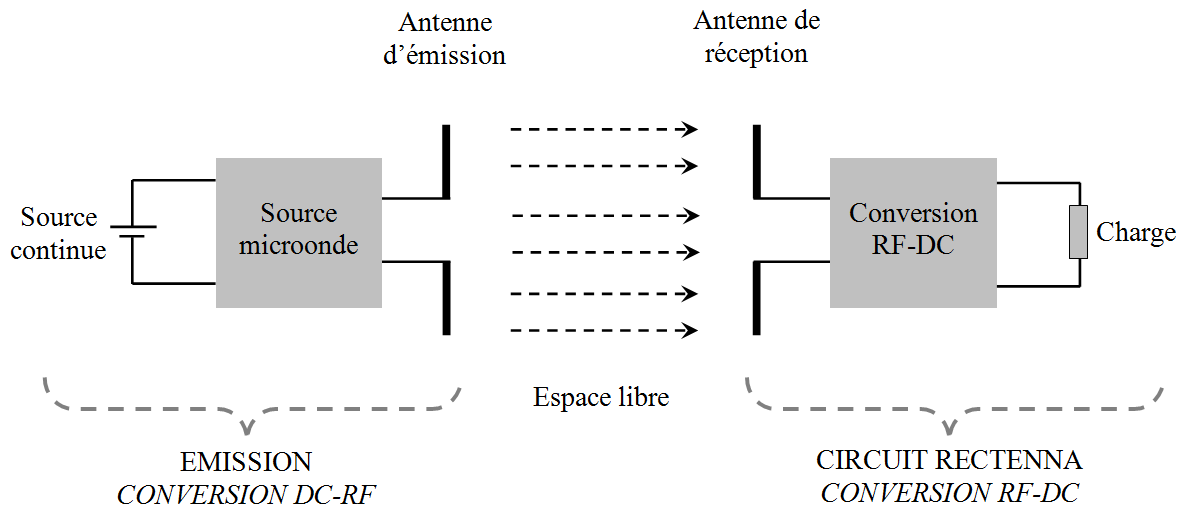 Antenne
d’émission
Antenne de
réception
Source
continue
Source
microonde
Conversion
RF-DC
Charge
Espace libre
EMISSION
CONVERSION DC-RF
CIRCUIT RECTENNA
CONVERSION RF-DC